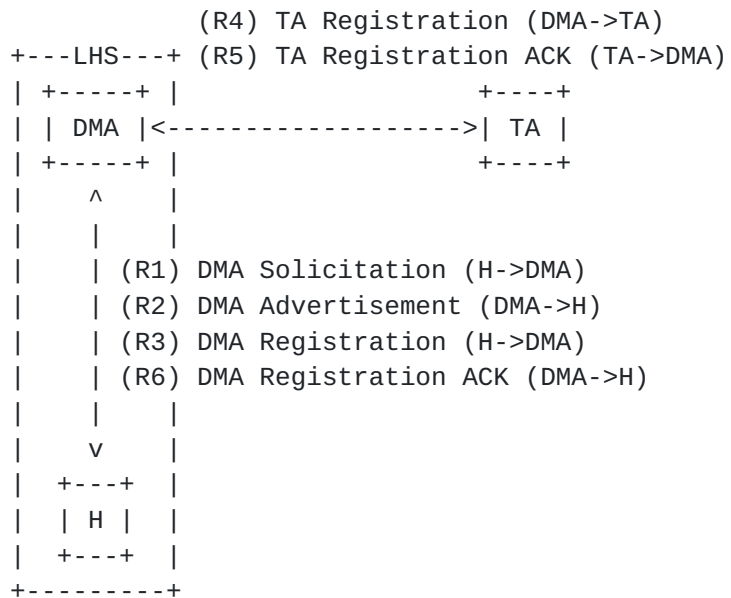 (R4) TA Registration (DMA->TA)
+---LHS---+ (R5) TA Registration ACK (TA->DMA)
| +-----+ |                   +----+
| | DMA |<------------------->| TA |
| +-----+ |                   +----+
|    ^    |
|    |    |
|    | (R1) DMA Solicitation (H->DMA)
|    | (R2) DMA Advertisement (DMA->H)
|    | (R3) DMA Registration (H->DMA)
|    | (R6) DMA Registration ACK (DMA->H)
|    |    |
|    v    |
|  +---+  |
|  | H |  |
|  +---+  |
+---------+